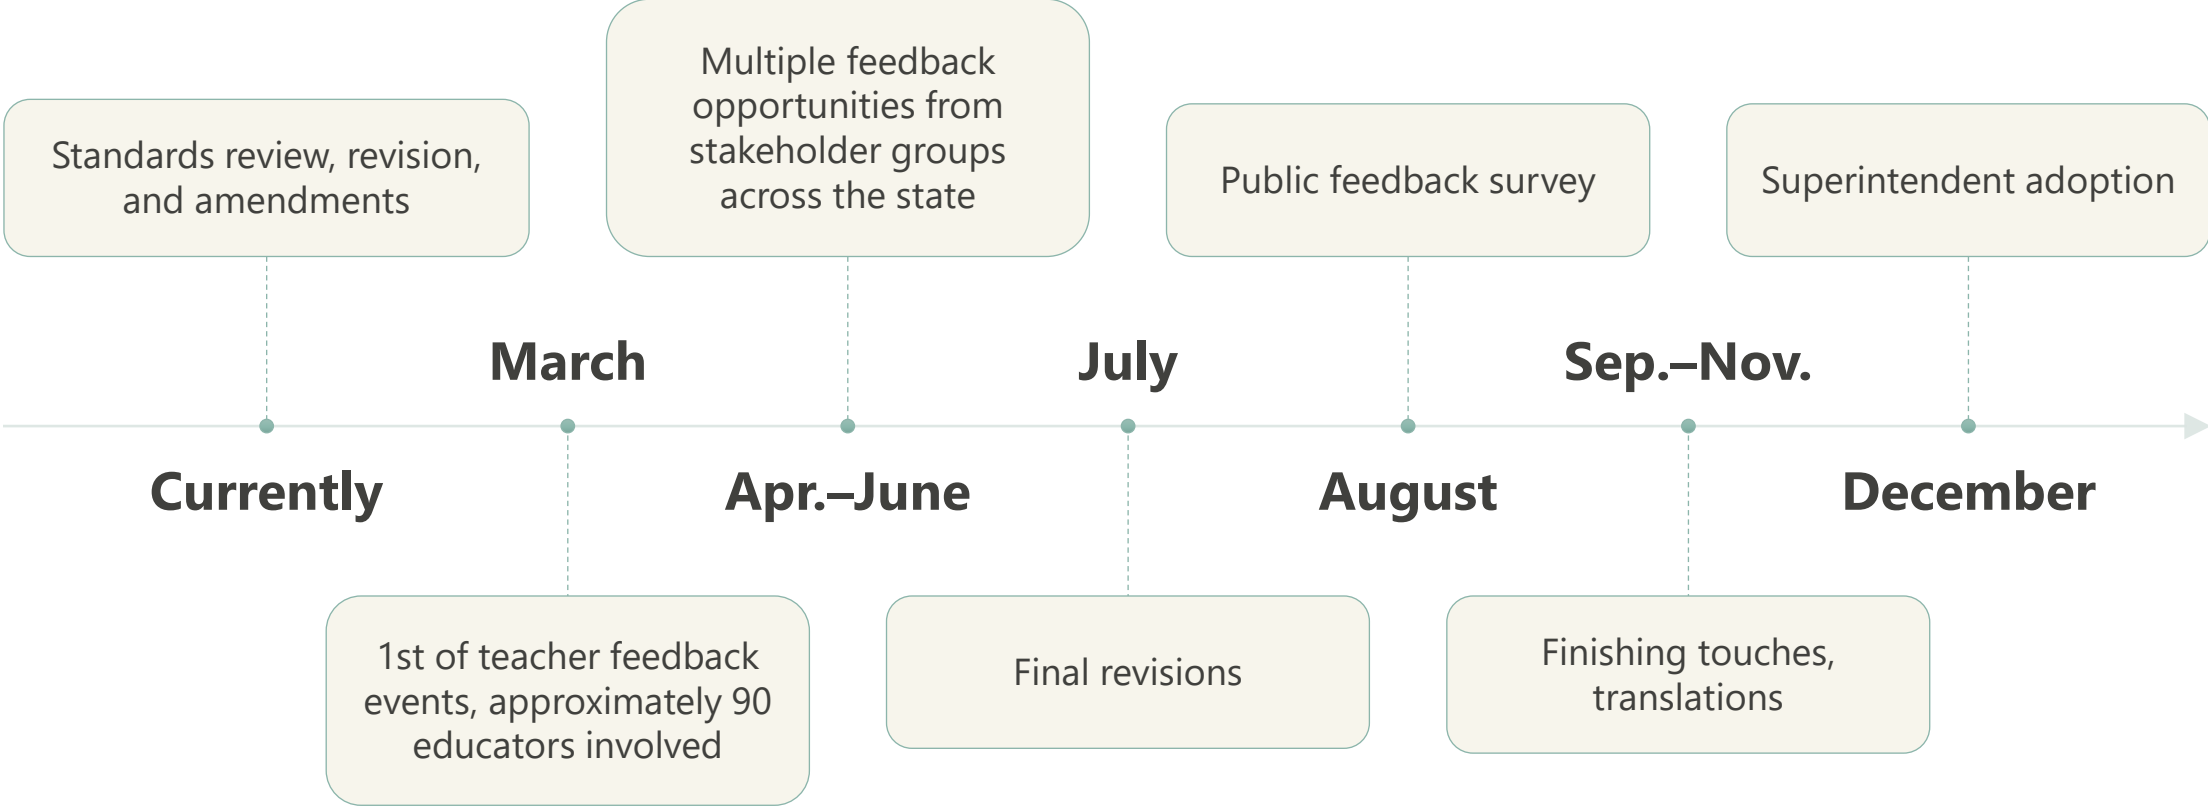 Standards review, revision,
and amendments
Currently
March
1st of teacher feedback
events, approximately 90
educators involved
Multiple feedback
opportunities from
stakeholder groups
across the state
Apr.–June
July
Final revisions
Public feedback survey
August
Sep.–Nov.
Finishing touches,
translations
Superintendent adoption
December